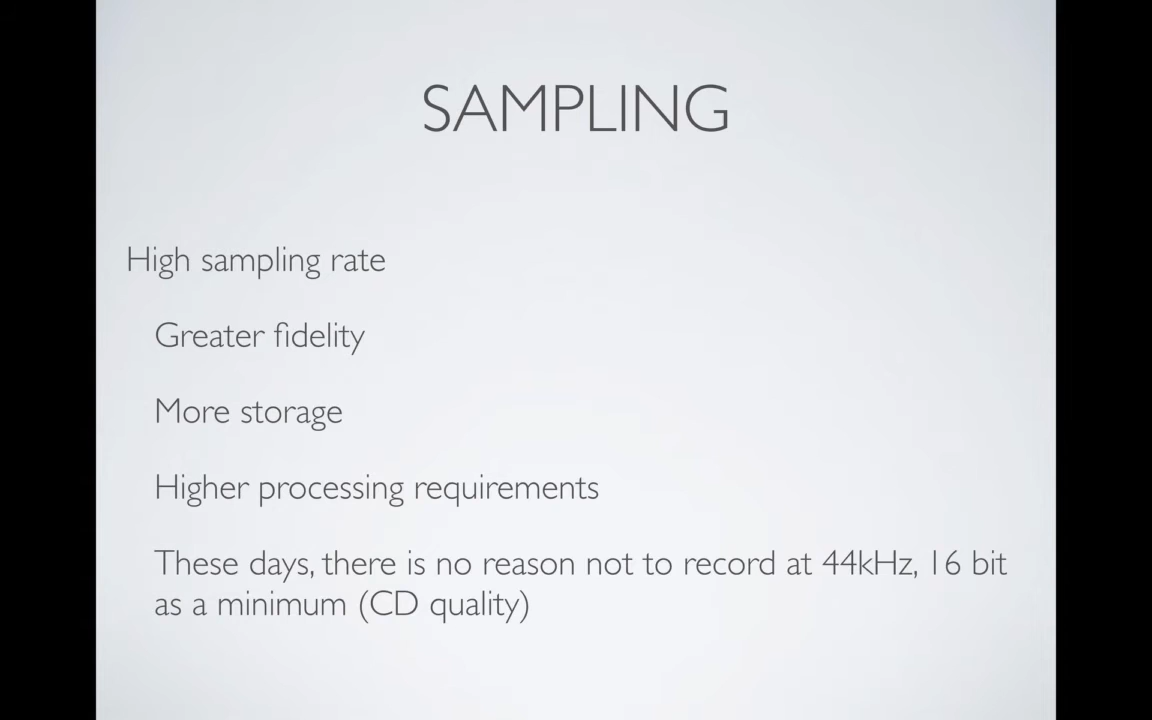 SAMPLING
High sampling rate
Greater fidelity
More storage
Higher processing requirements
These days, there is no reason not to record at 44kHz, 16 bit
as a minimum (CD quality)